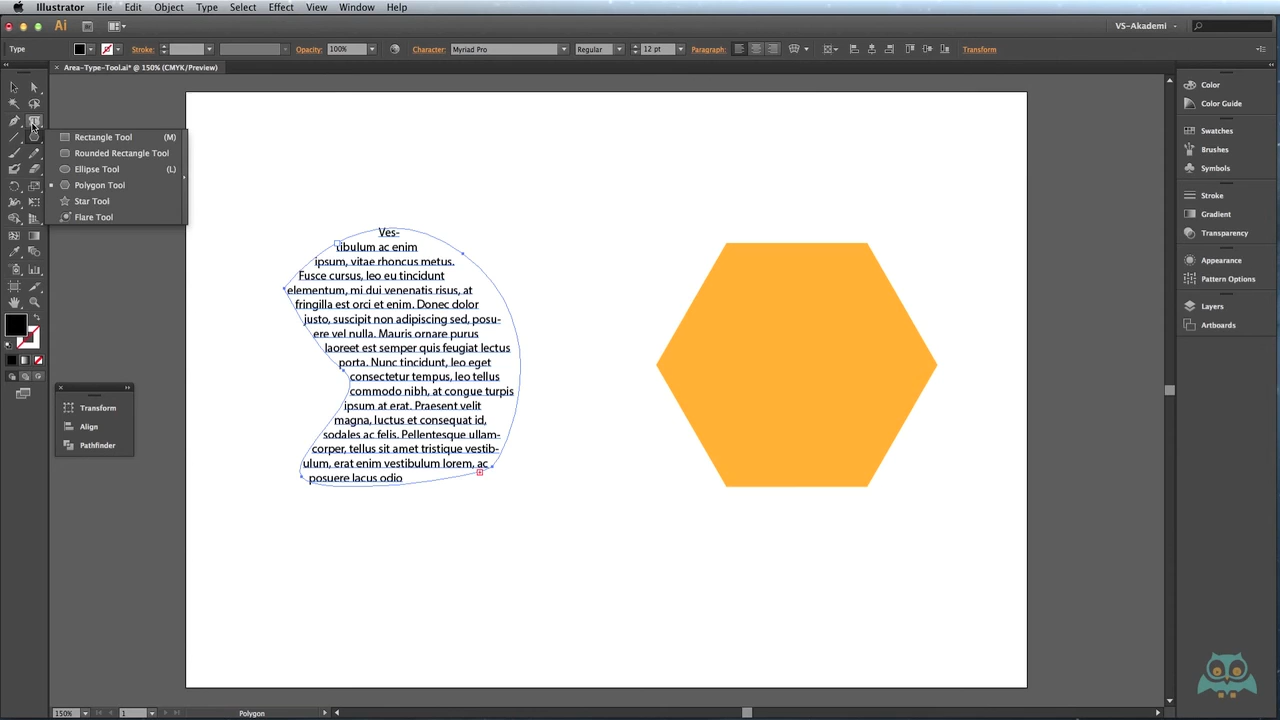 Illustrator File Edit Object Type Select Effect View Window Help
Ai
VS-Akademi
Type Stroke: Opacity: 100% Character: Myriad Pro Regular 12 pt Paragraph: Transform
Area-Type-Tool.ai* @ 150% (CMYK/Preview)
Rectangle Tool (M)
Rounded Rectangle Tool
Ellipse Tool (L)
Polygon Tool
Star Tool
Flare Tool
Transform
Align
Pathfinder
Ves-
tibulum ac enim
ipsum, vitae rhoncus metus.
Fusce cursus, leo eu tincidunt
elementum, mi dui venenatis risus, at
fringilla est orci et enim. Donec dolor
justo, suscipit non adipiscing sed, posu-
ere vel nulla. Mauris ornare purus
laoreet est semper quis feugiat lectus
porta. Nunc tincidunt, leo eget
consectetur tempus, leo tellus
commodo nibh, at congue turpis
ipsum at erat. Praesent velit
magna, luctus et consequat id,
sodales ac felis. Pellentesque ullam-
corper, tellus sit amet tristique vestib-
ulum, erat enim vestibulum lorem, ac
posuere lacus odio
Color
Color Guide
Swatches
Brushes
Symbols
Stroke
Gradient
Transparency
Appearance
Pattern Options
Layers
Artboards
150% 1 Polygon